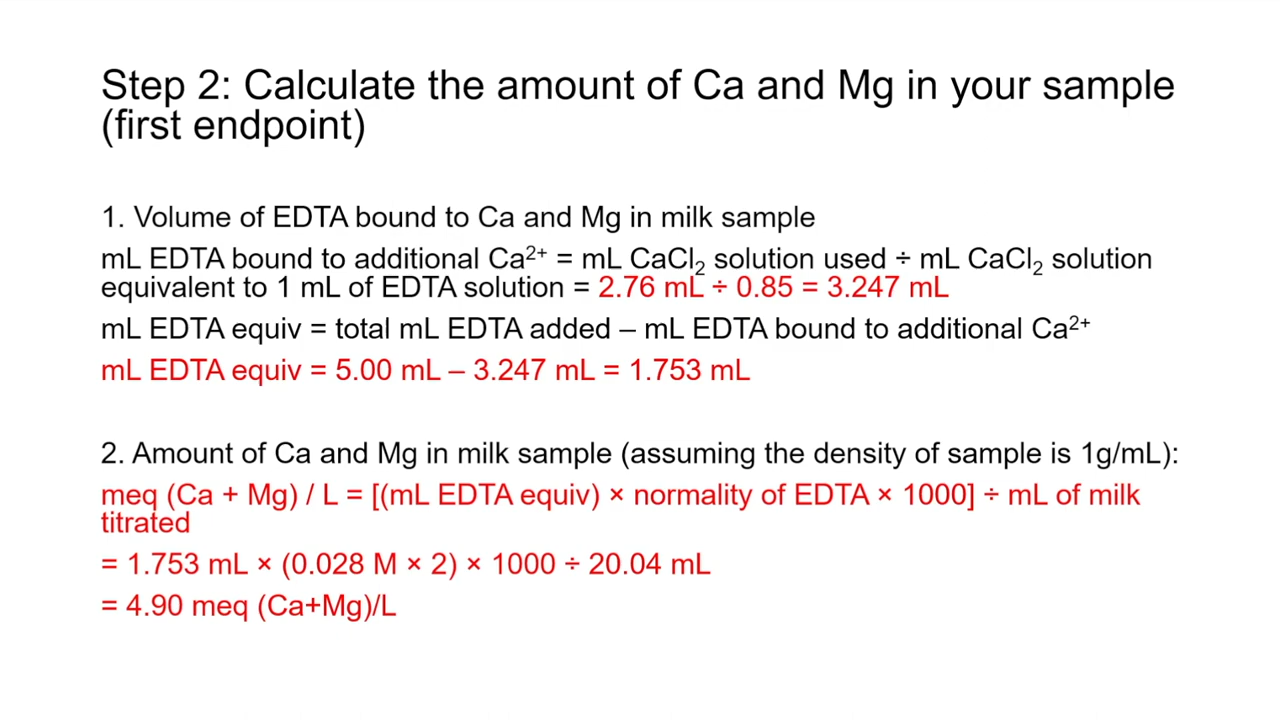 Step 2: Calculate the amount of Ca and Mg in your sample
(first endpoint)
1. Volume of EDTA bound to Ca and Mg in milk sample
mL EDTA bound to additional Ca²⁺ = mL CaCl₂ solution used ÷ mL CaCl₂ solution
equivalent to 1 mL of EDTA solution = 2.76 mL ÷ 0.85 = 3.247 mL
mL EDTA equiv = total mL EDTA added – mL EDTA bound to additional Ca²⁺
mL EDTA equiv = 5.00 mL – 3.247 mL = 1.753 mL
2. Amount of Ca and Mg in milk sample (assuming the density of sample is 1g/mL):
meq (Ca + Mg) / L = [(mL EDTA equiv) × normality of EDTA × 1000] ÷ mL of milk
titrated
= 1.753 mL × (0.028 M × 2) × 1000 ÷ 20.04 mL
= 4.90 meq (Ca+Mg)/L